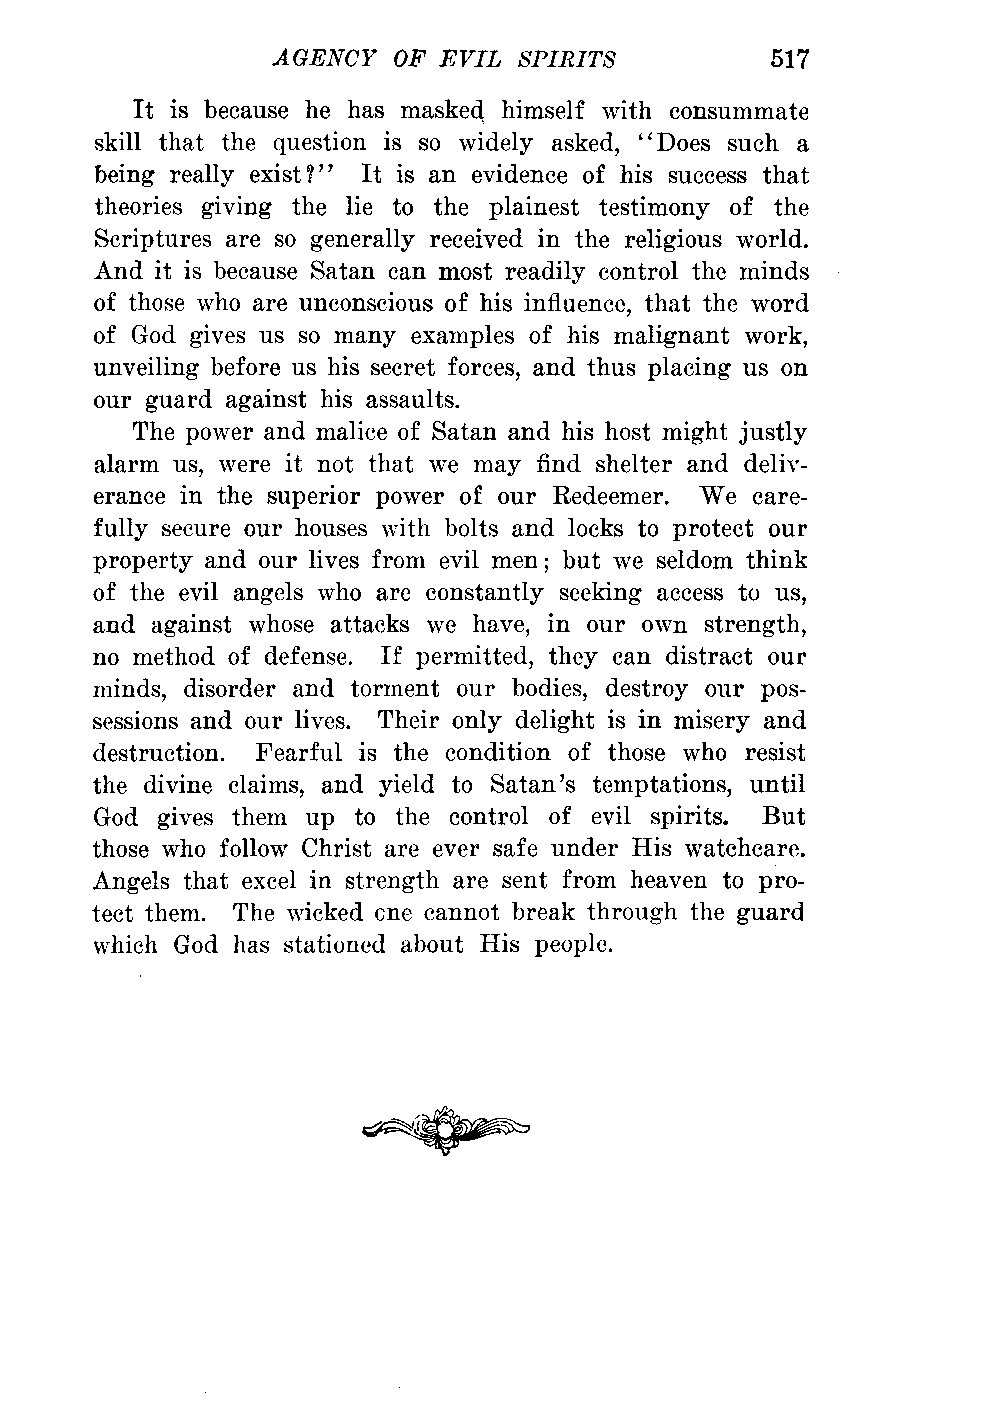 AGENCY OF EVIL SPIRITS 517
It is because he has masked himself with consummate
skill that the question is so widely asked, "Does such a
being really exist?" It is an evidence of his success that
theories giving the lie to the plainest testimony of the
Scriptures are so generally received in the religious world.
And it is because Satan can most readily control the minds
of those who are unconscious of his influence, that the word
of God gives us so many examples of his malignant work,
unveiling before us his secret forces, and thus placing us on
our guard against his assaults.
The power and malice of Satan and his host might justly
alarm us, were it not that we may find shelter and deliv-
erance in the superior power of our Redeemer. We care-
fully secure our houses with bolts and locks to protect our
property and our lives from evil men; but we seldom think
of the evil angels who are constantly seeking access to us,
and against whose attacks we have, in our own strength,
no method of defense. If permitted, they can distract our
minds, disorder and torment our bodies, destroy our pos-
sessions and our lives. Their only delight is in misery and
destruction. Fearful is the condition of those who resist
the divine claims, and yield to Satan's temptations, until
God gives them up to the control of evil spirits. But
those who follow Christ are ever safe under His watchcare.
Angels that excel in strength are sent from heaven to pro-
tect them. The wicked one cannot break through the guard
which God has stationed about His people.